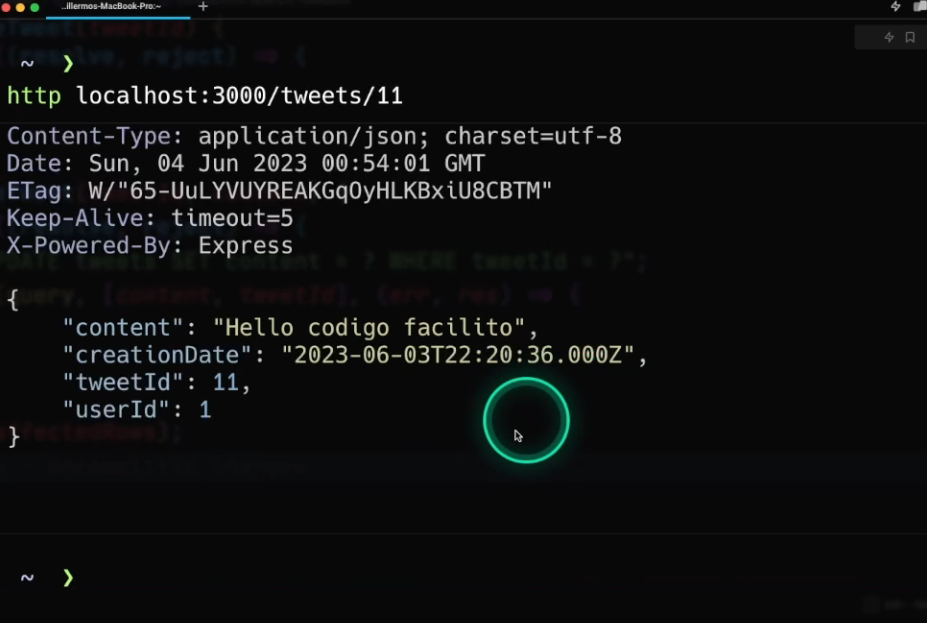 ..illermos-MacBook-Pro:~ +
~ ❯
http localhost:3000/tweets/11
Content-Type: application/json; charset=utf-8
Date: Sun, 04 Jun 2023 00:54:01 GMT
ETag: W/"65-UuLYVUYREAKGqOyHLKBxiU8CBTM"
Keep-Alive: timeout=5
X-Powered-By: Express
{
"content": "Hello codigo facilito",
"creationDate": "2023-06-03T22:20:36.000Z",
"tweetId": 11,
"userId": 1
}
~ ❯